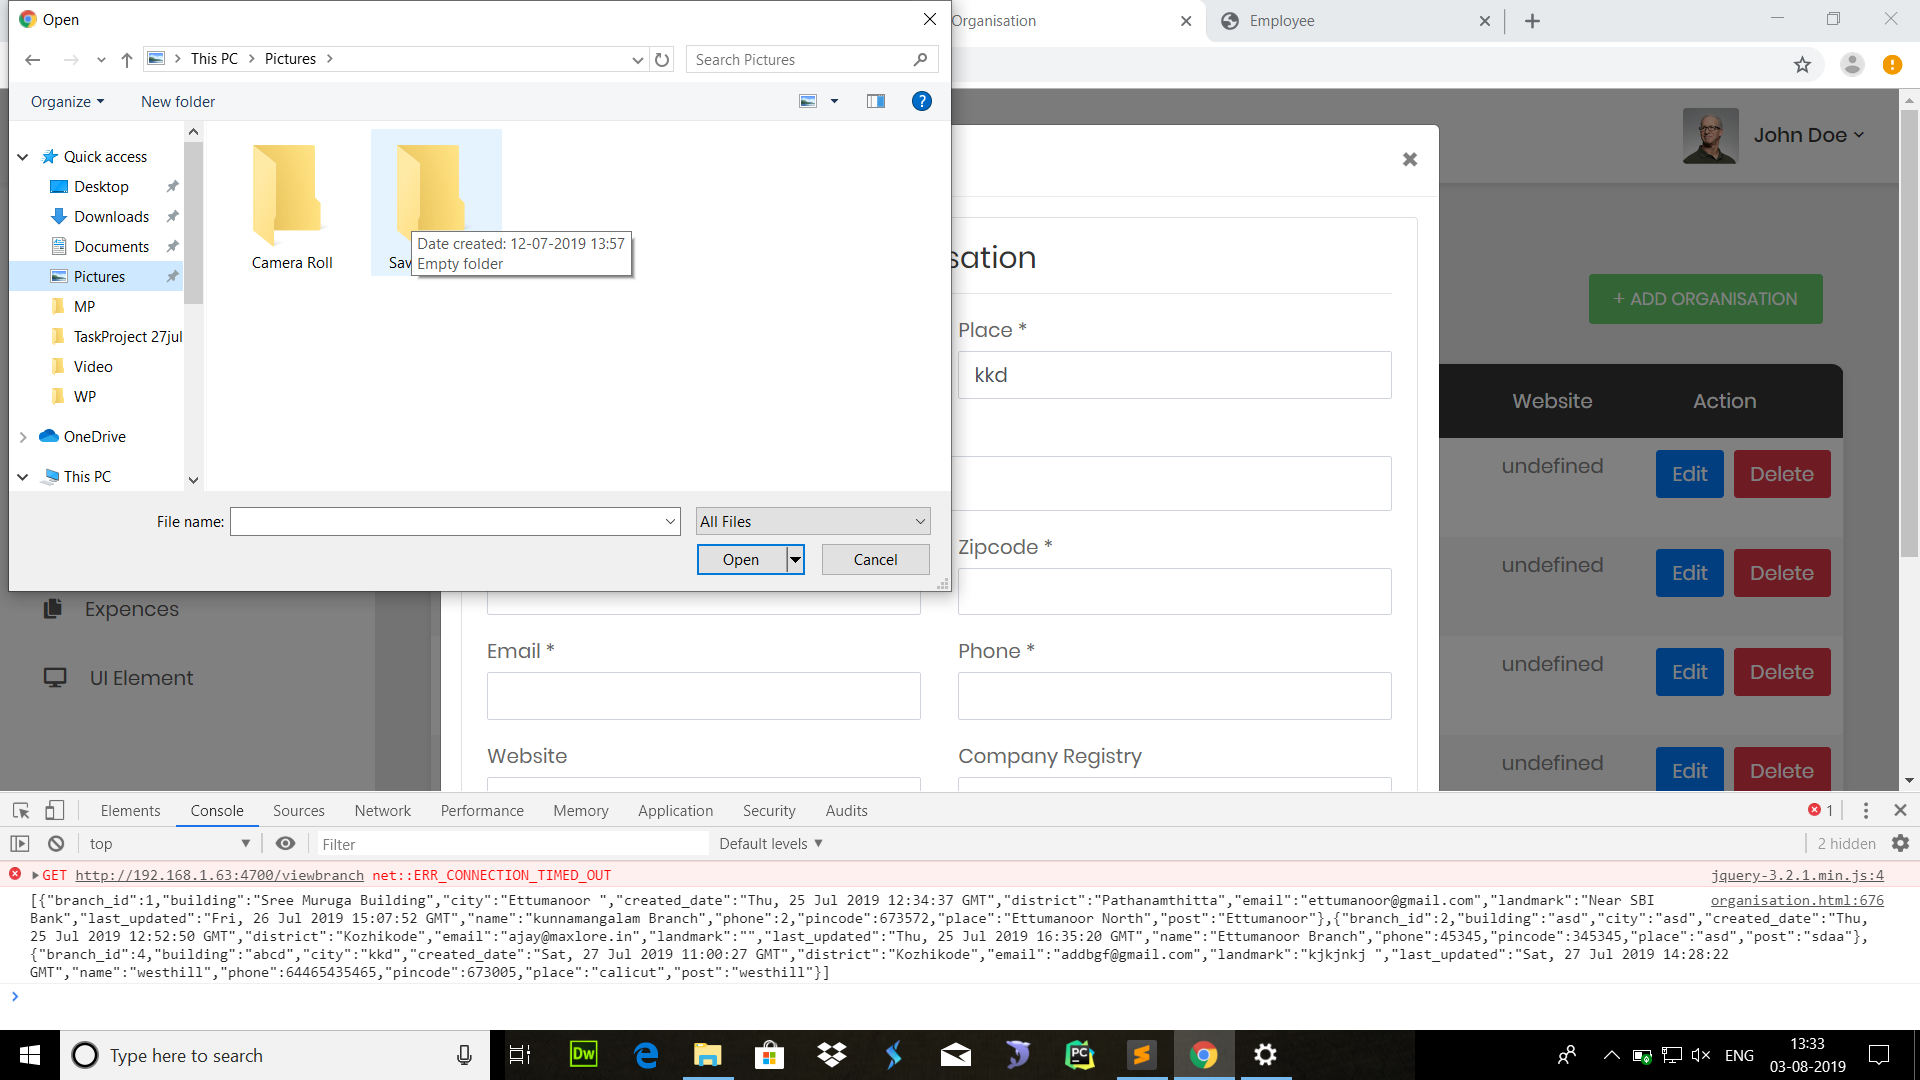 Open
Organisation
Employee
This PC
Pictures
Search Pictures
Organize
New folder
Quick access
Desktop
Downloads
Documents
Pictures
MP
TaskProject 27jul
Video
WP
OneDrive
This PC
Camera Roll
Sav
Date created: 12-07-2019 13:57
Empty folder
File name:
All Files
Open
Cancel
John Doe
sation
+ ADD ORGANISATION
Place *
kkd
Website
Action
undefined
Edit
Delete
Zipcode *
undefined
Edit
Delete
Expences
Email *
Phone *
undefined
Edit
Delete
UI Element
Website
Company Registry
undefined
Edit
Delete
Elements
Console
Sources
Network
Performance
Memory
Application
Security
Audits
1
top
Filter
Default levels
2 hidden
GET http://192.168.1.63:4700/viewbranch net::ERR_CONNECTION_TIMED_OUT
jquery-3.2.1.min.js:4
[{"branch_id":1,"building":"Sree Muruga Building","city":"Ettumanoor ","created_date":"Thu, 25 Jul 2019 12:34:37 GMT","district":"Pathanamthitta","email":"ettumanoor@gmail.com","landmark":"Near SBI
organisation.html:676
Bank","last_updated":"Fri, 26 Jul 2019 15:07:52 GMT","name":"kunnamangalam Branch","phone":2,"pincode":673572,"place":"Ettumanoor North","post":"Ettumanoor"},{"branch_id":2,"building":"asd","city":"asd","created_date":"Thu,
25 Jul 2019 12:52:50 GMT","district":"Kozhikode","email":"ajay@maxlore.in","landmark":"","last_updated":"Thu, 25 Jul 2019 16:35:20 GMT","name":"Ettumanoor Branch","phone":45345,"pincode":345345,"place":"asd","post":"sdaa"},
{"branch_id":4,"building":"abcd","city":"kkd","created_date":"Sat, 27 Jul 2019 11:00:27 GMT","district":"Kozhikode","email":"addbgf@gmail.com","landmark":"kjkjnkj ","last_updated":"Sat, 27 Jul 2019 14:28:22
GMT","name":"westhill","phone":64465435465,"pincode":673005,"place":"calicut","post":"westhill"}]
Type here to search
Dw
PC
ENG
13:33
03-08-2019